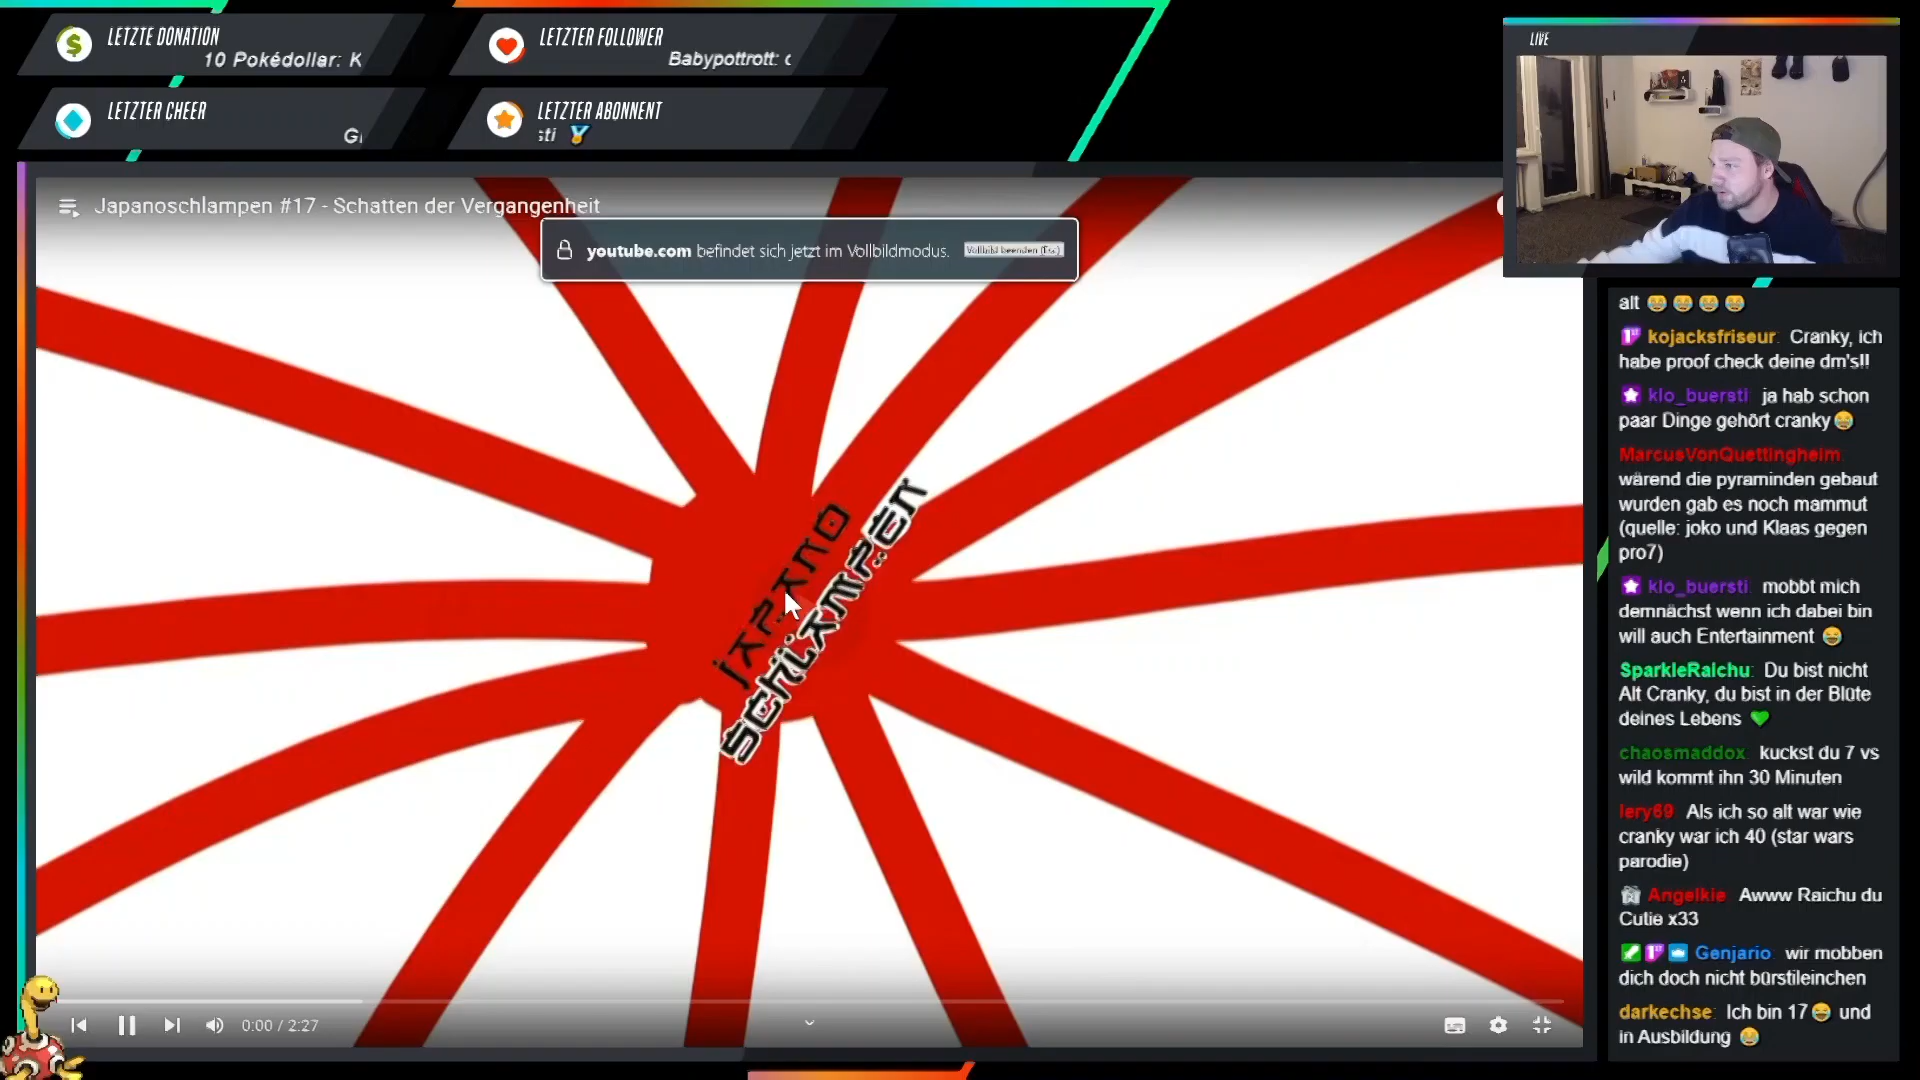 LETZTE DONATION
10 Pokédollar: K
LETZTER FOLLOWER
Babypottrott: c
LETZTER CHEER
LETZTER ABONNENT
sti
LIVE
Japanoschlampen #17 - Schatten der Vergangenheit
youtube.com befindet sich jetzt im Vollbildmodus. Vollbild beenden (Esc)
JAPANO
SCHLAMPEN
0:00 / 2:27
alt
kojacksfriseur: Cranky, ich
habe proof check deine dm's!!
klo_buersti: ja hab schon
paar Dinge gehört cranky
MarcusVonQuettingheim:
wärend die pyraminden gebaut
wurden gab es noch mammut
(quelle: joko und Klaas gegen
pro7)
klo_buersti: mobbt mich
demnächst wenn ich dabei bin
will auch Entertainment
SparkleRaichu: Du bist nicht
Alt Cranky, du bist in der Blüte
deines Lebens
chaosmaddox: kuckst du 7 vs
wild kommt ihn 30 Minuten
lery69: Als ich so alt war wie
cranky war ich 40 (star wars
parodie)
Angelkie: Awww Raichu du
Cutie x33
Genjario: wir mobben
dich doch nicht bürstileinchen
darkechse: Ich bin 17 und
in Ausbildung